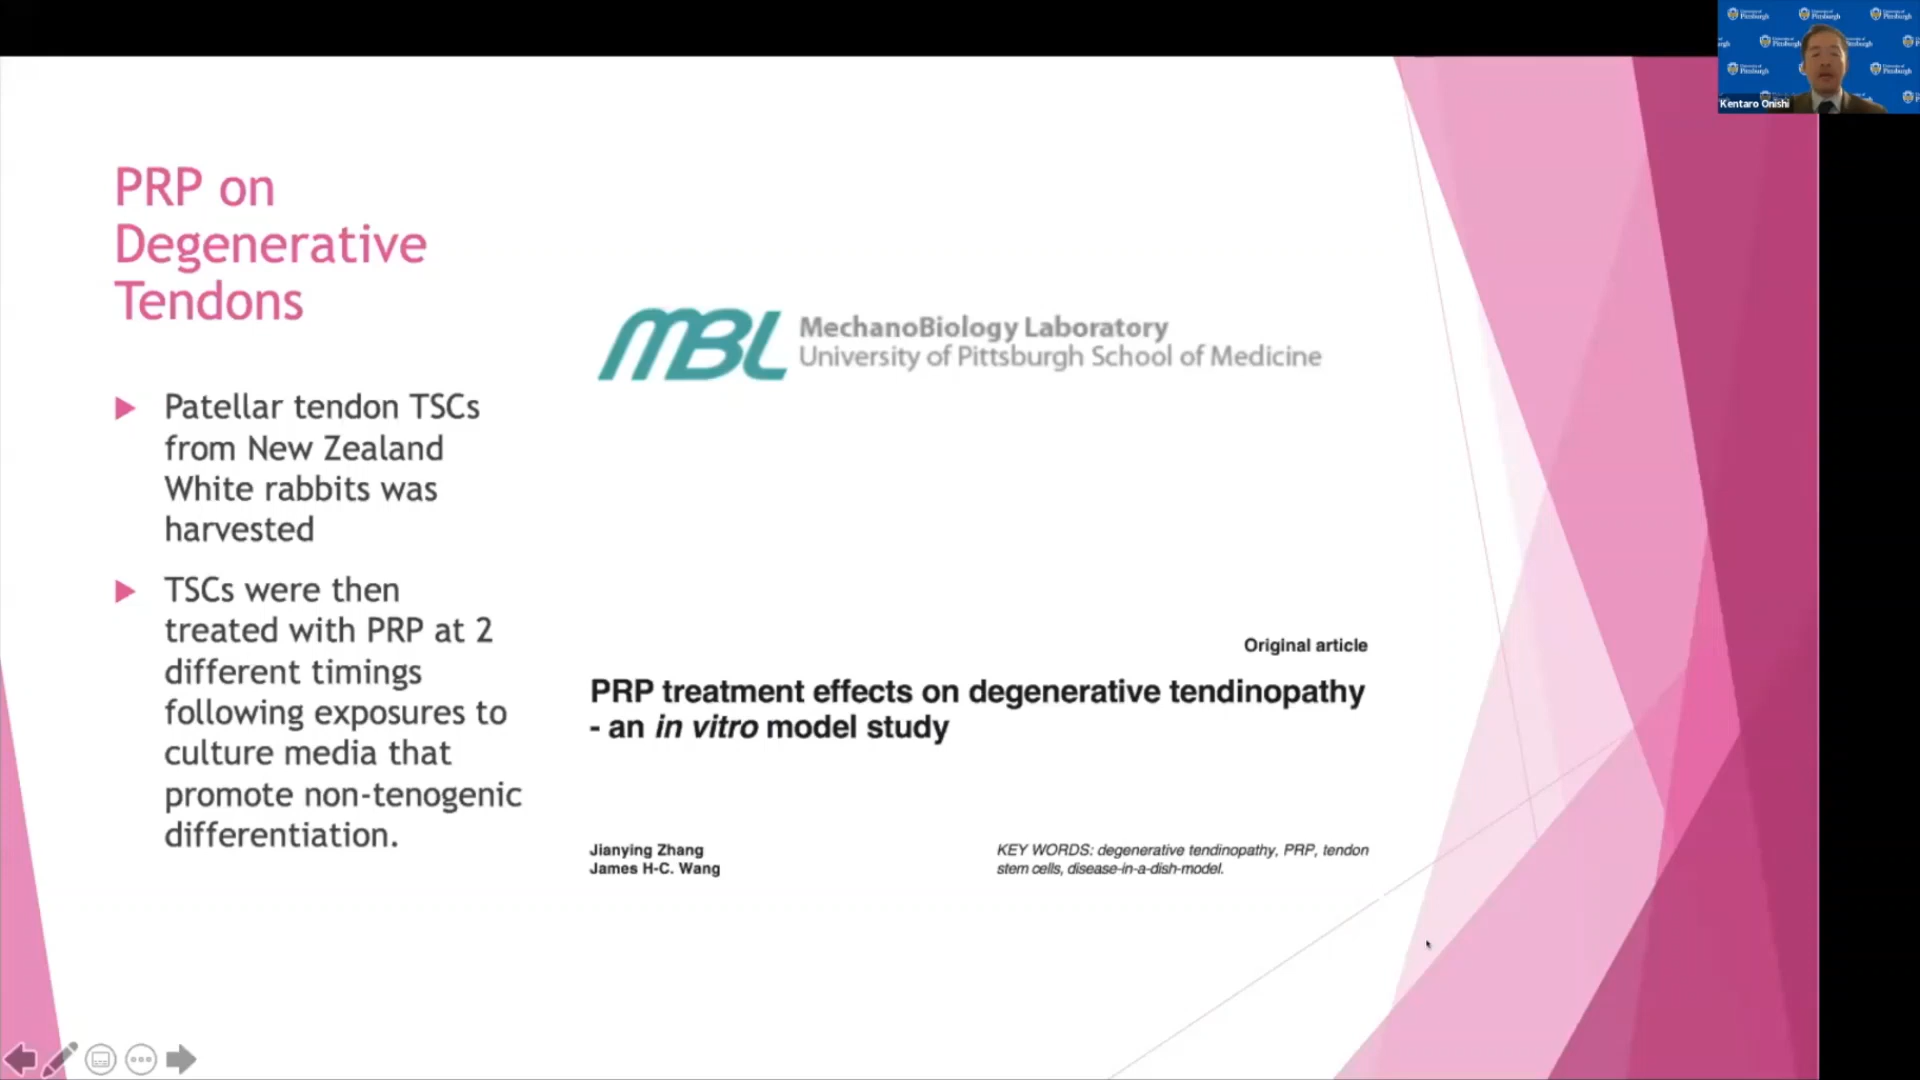 PRP on
Degenerative
Tendons
Patellar tendon TSCs
from New Zealand
White rabbits was
harvested
TSCs were then
treated with PRP at 2
different timings
following exposures to
culture media that
promote non-tenogenic
differentiation.
MBL
MechanoBiology Laboratory
University of Pittsburgh School of Medicine
Original article
PRP treatment effects on degenerative tendinopathy
- an in vitro model study
Jianying Zhang
James H-C. Wang
KEY WORDS: degenerative tendinopathy, PRP, tendon
stem cells, disease-in-a-dish-model.
Kentaro Onishi